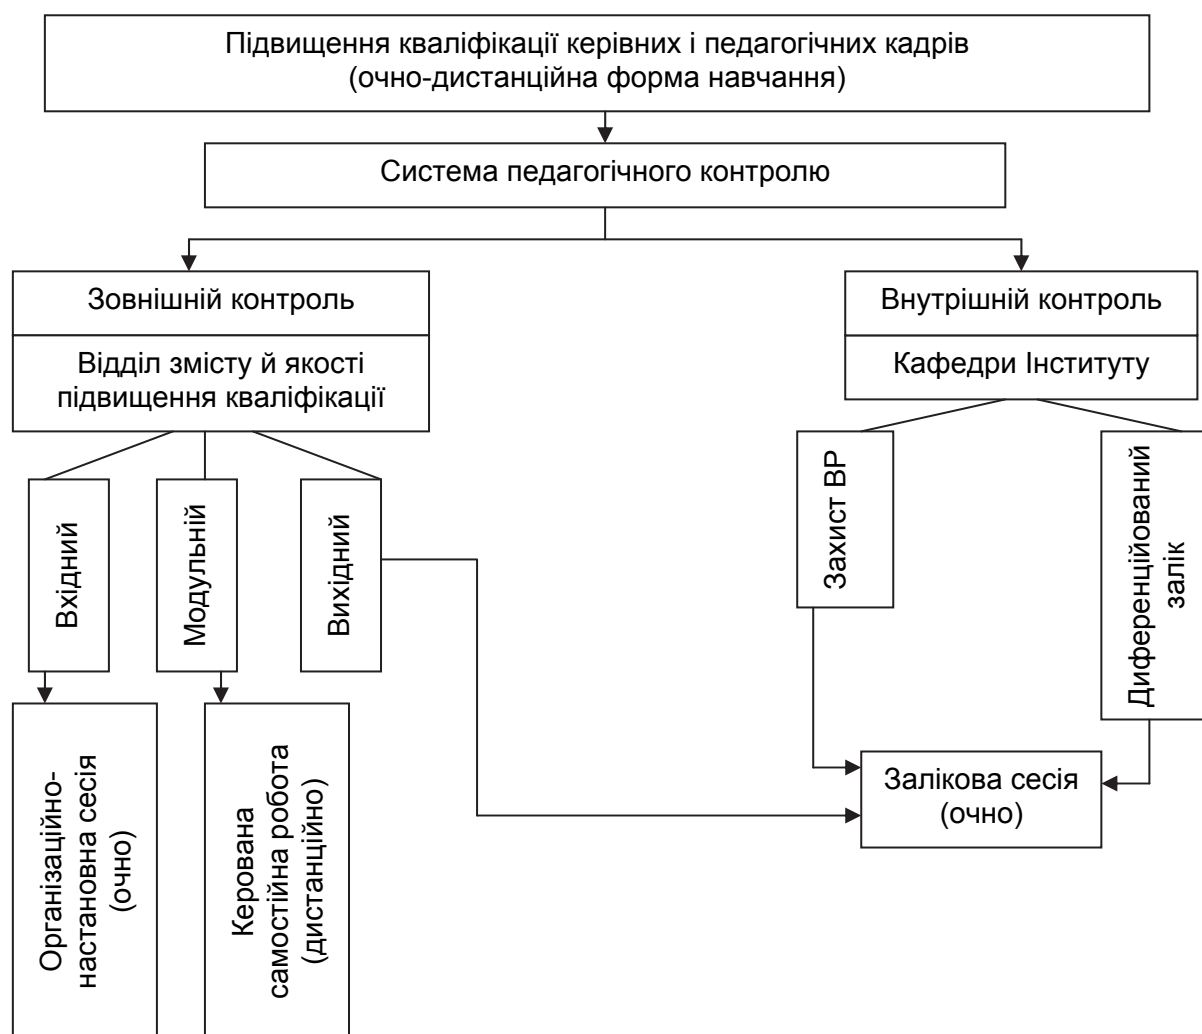 Підвищення кваліфікації керівних і педагогічних кадрів
(очно-дистанційна форма навчання)
Система педагогічного контролю
Зовнішній контроль
Відділ змісту й якості
підвищення кваліфікації
Внутрішній контроль
Кафедри Інституту
Вхідний
Модульній
Вихідний
Захист ВР
Диференційований
залік
Організаційно-
настановна сесія
(очно)
Керована
самостійна робота
(дистанційно)
Залікова сесія
(очно)